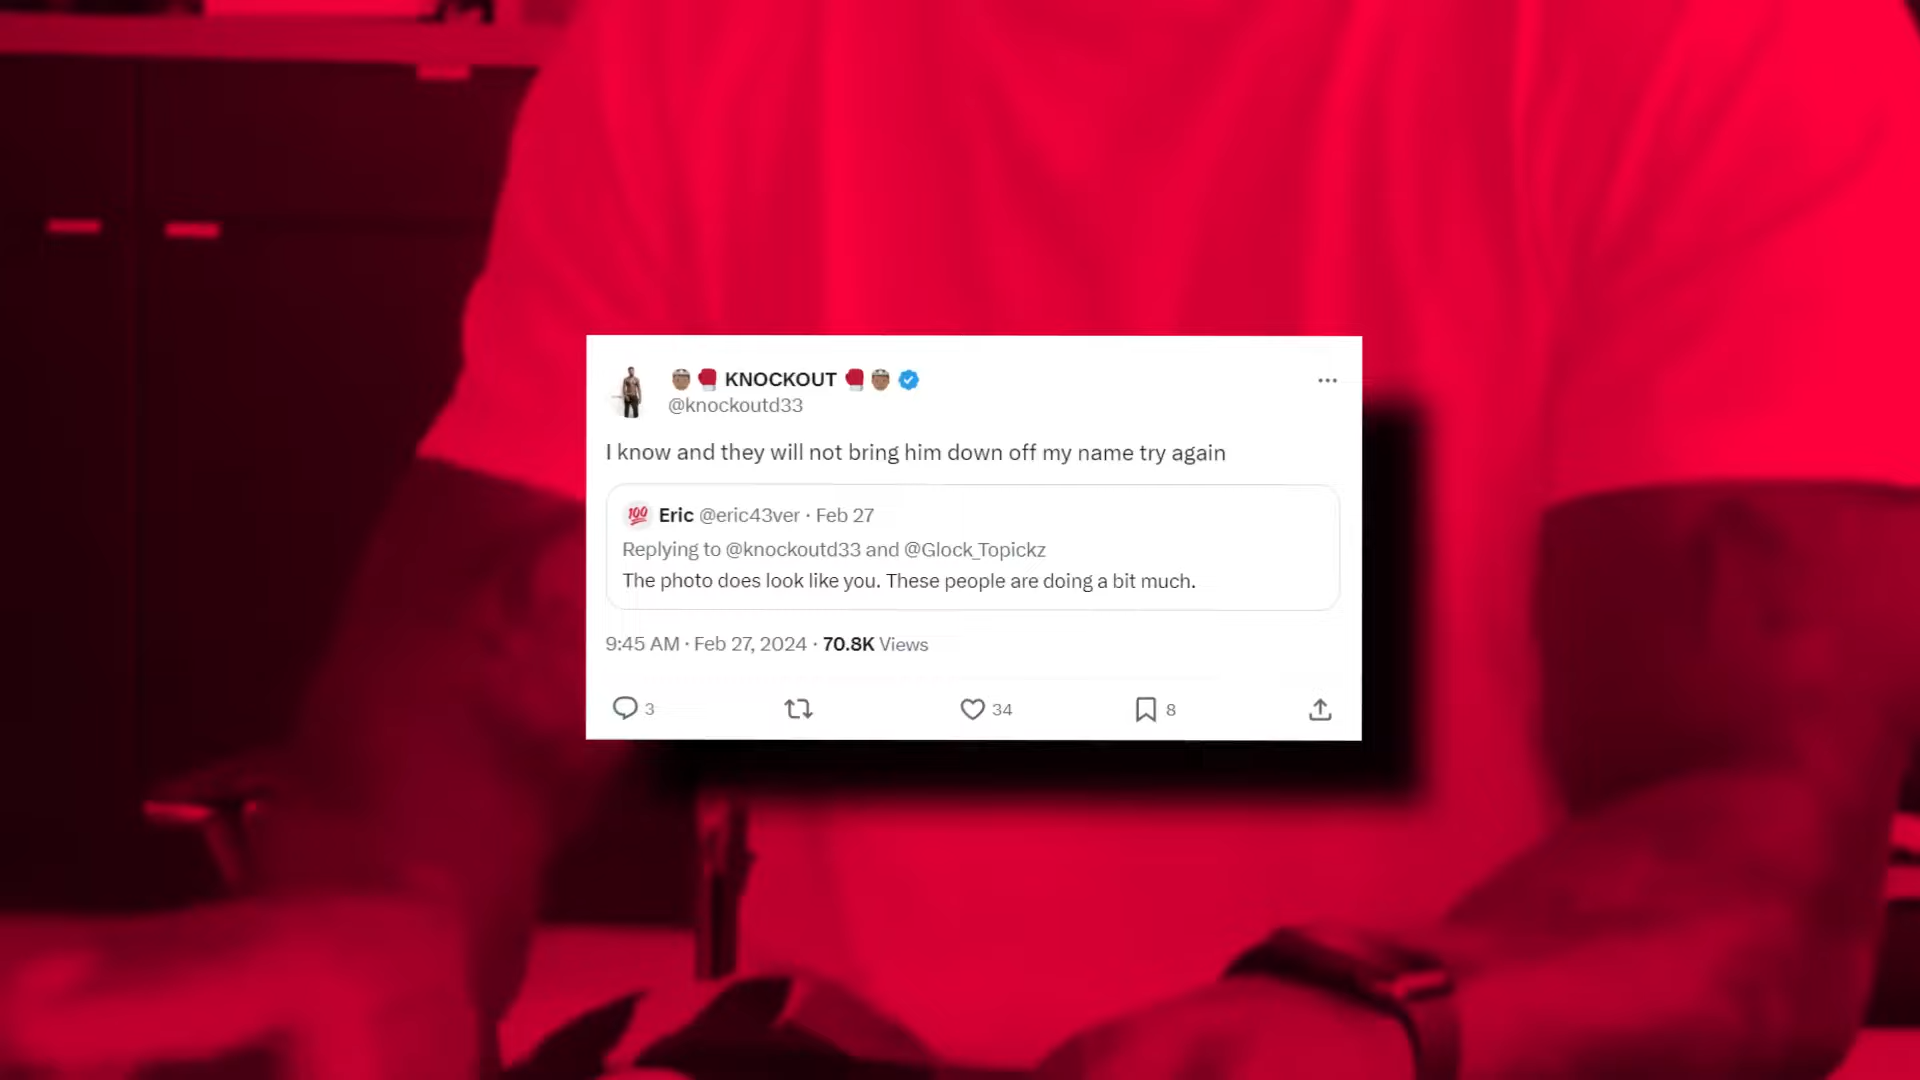 KNOCKOUT
@knockoutd33
I know and they will not bring him down off my name try again
Eric @eric43ver · Feb 27
Replying to @knockoutd33 and @Glock_Topickz
The photo does look like you. These people are doing a bit much.
9:45 AM · Feb 27, 2024 · 70.8K Views
3 34 8